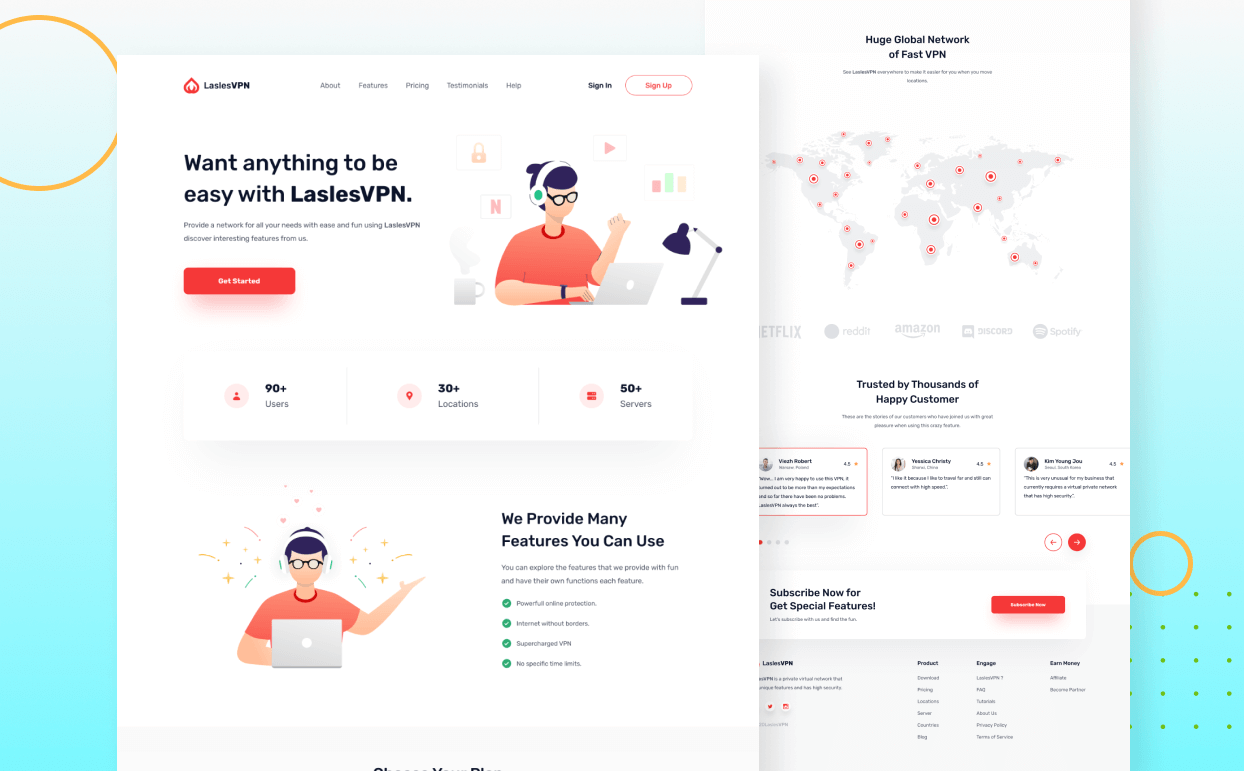 LaslesVPN
About Features Pricing Testimonials Help
Sign In Sign Up
Want anything to be
easy with LaslesVPN.
Provide a network for all your needs with ease and fun using LaslesVPN
discover interesting features from us.
Get Started
N
90+
Users
30+
Locations
50+
Servers
We Provide Many
Features You Can Use
You can explore the features that we provide with fun
and have their own functions each feature.
Powerfull online protection.
Internet without borders.
Supercharged VPN
No specific time limits.
Huge Global Network
of Fast VPN
See LaslesVPN everywhere to make it easier for you when you move
locations.
ETFLIX reddit amazon DISCORD Spotify
Trusted by Thousands of
Happy Customer
These are the stories of our customers who have joined us with great
pleasure when using this crazy feature.
Viezh Robert
Warsaw, Poland
4.5
"Wow... I am very happy to use this VPN, it
turned out to be more than my expectations
and so far there have been no problems.
LaslesVPN always the best".
Yessica Christy
Shanxi, China
4.5
"I like it because I like to travel far and still can
connect with high speed".
Kim Young Jou
Seoul, South Korea
4.5
"This is very unusual for my business that
currently requires a virtual private network
that has high security".
Subscribe Now for
Get Special Features!
Let's subscribe with us and find the fun.
Subscribe Now
LaslesVPN
is a private virtual network that
unique features and has high security.
LaslesVPN
Product
Download
Pricing
Locations
Server
Countries
Blog
Engage
LaslesVPN ?
FAQ
Tutorials
About Us
Privacy Policy
Terms of Service
Earn Money
Affiliate
Become Partner